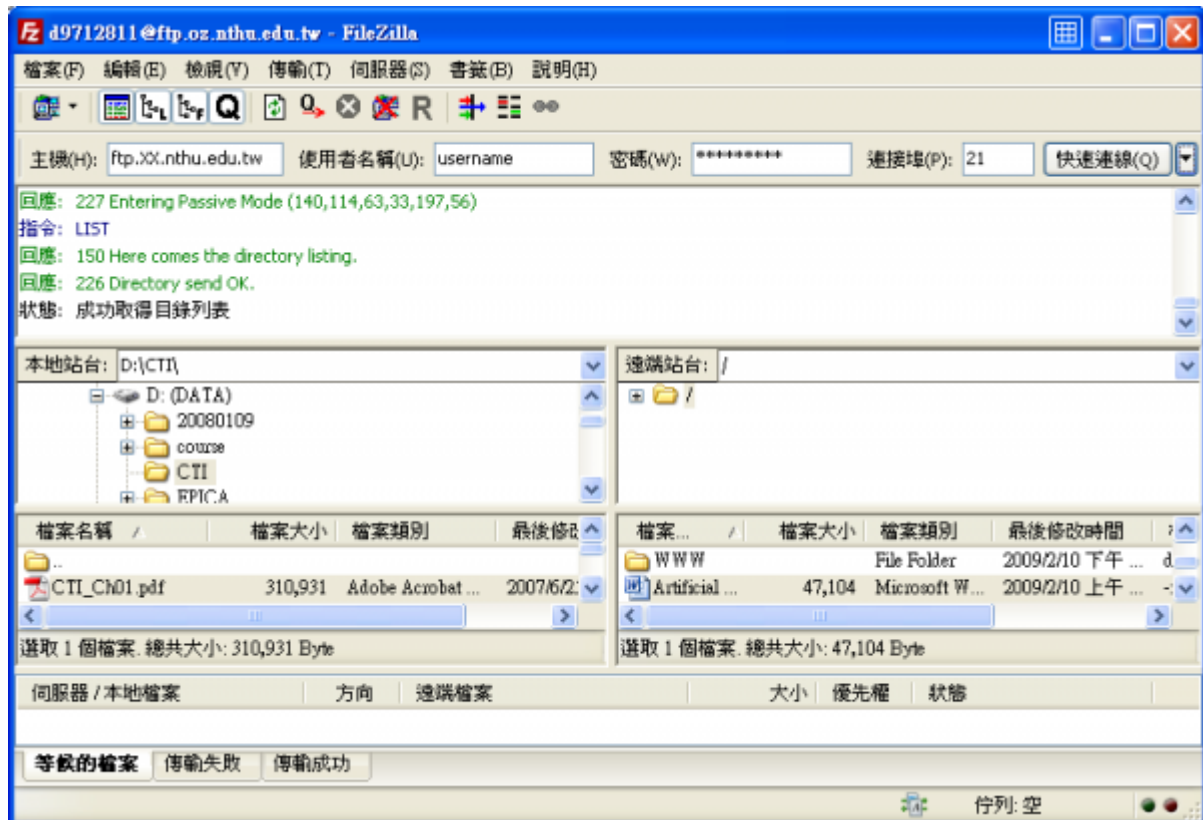 d9712811@ftp.oz.nthu.edu.tw - FileZilla
檔案(F) 編輯(E) 檢視(V) 傳輸(T) 伺服器(S) 書籤(B) 說明(H)
主機(H): ftp.XX.nthu.edu.tw 使用者名稱(U): username 密碼(W): ********* 連接埠(P): 21 快速連線(Q)
回應: 227 Entering Passive Mode (140,114,63,33,197,56)
指令: LIST
回應: 150 Here comes the directory listing.
回應: 226 Directory send OK.
狀態: 成功取得目錄列表
本地站台: D:\CTI\
D: (DATA)
20080109
course
CTI
EPICA
遠端站台: /
/
檔案名稱 檔案大小 檔案類別 最後修改
..
CTI_Ch01.pdf 310,931 Adobe Acrobat ... 2007/6/2
選取 1 個檔案. 總共大小: 310,931 Byte
檔案... 檔案大小 檔案類別 最後修改時間
WWW File Folder 2009/2/10 下午 ... d
Artificial ... 47,104 Microsoft W... 2009/2/10 上午 ... -
選取 1 個檔案. 總共大小: 47,104 Byte
伺服器 / 本地檔案 方向 遠端檔案 大小 優先權 狀態
等候的檔案 傳輸失敗 傳輸成功
佇列: 空